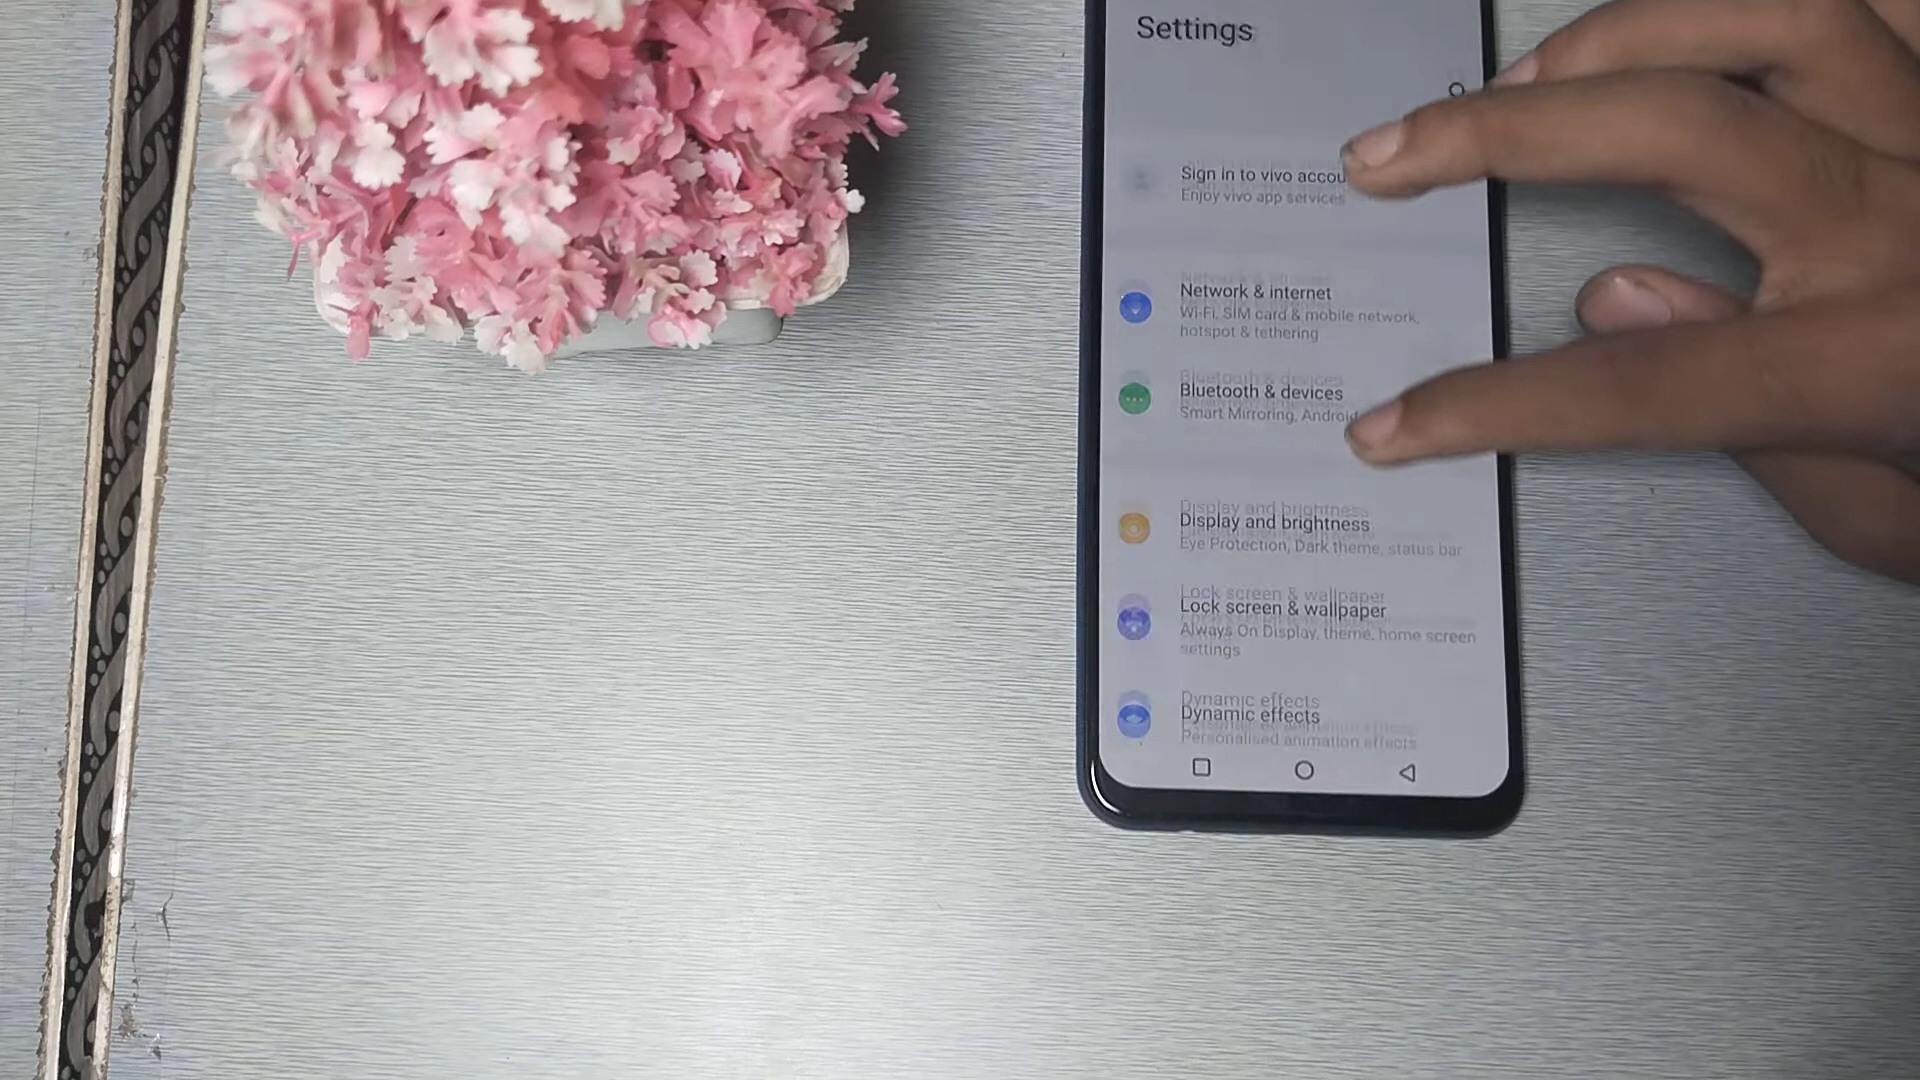 Settings
Sign in to vivo accou
Enjoy vivo app services
Network & internet
Wi-Fi, SIM card & mobile network,
hotspot & tethering
Bluetooth & devices
Smart Mirroring, Android
Display and brightness
Eye Protection, Dark theme, status bar
Lock screen & wallpaper
Always On Display, theme, home screen
settings
Dynamic effects
Personalised animation effects